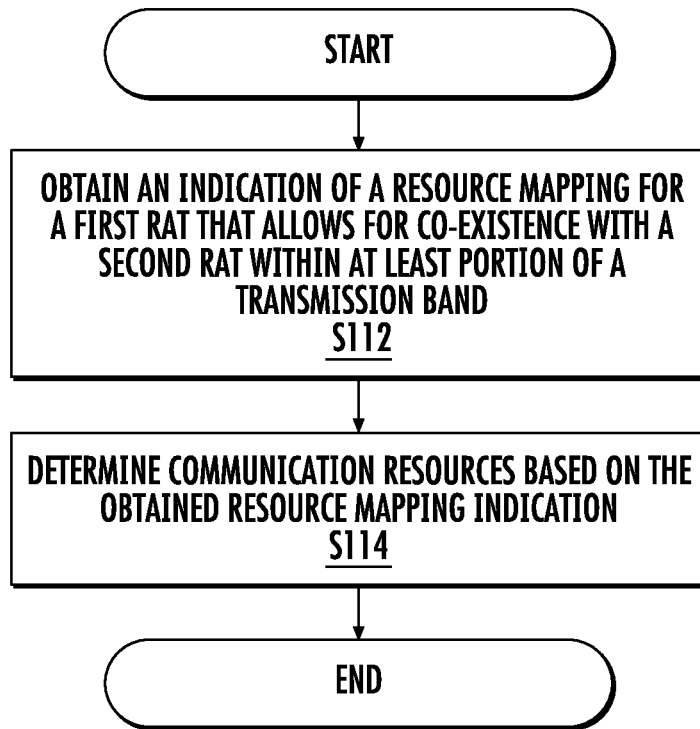 START
OBTAIN AN INDICATION OF A RESOURCE MAPPING FOR
A FIRST RAT THAT ALLOWS FOR CO-EXISTENCE WITH A
SECOND RAT WITHIN AT LEAST PORTION OF A
TRANSMISSION BAND
S112
DETERMINE COMMUNICATION RESOURCES BASED ON THE
OBTAINED RESOURCE MAPPING INDICATION
S114
END